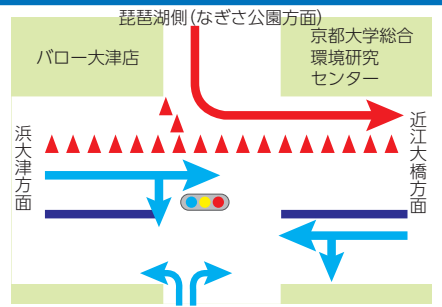 琵琶湖側(なぎさ公園方面)
バロー大津店
京都大学総合
環境研究
センター
浜大津方面
近江大橋方面